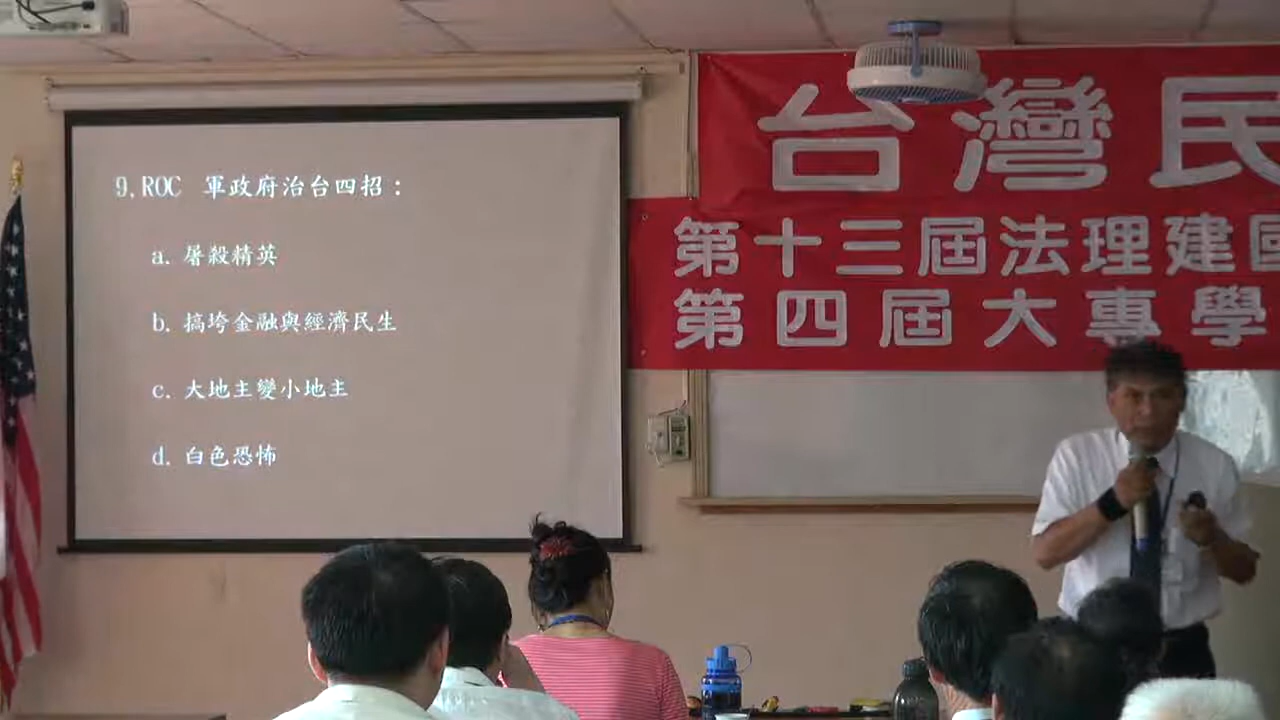 9.ROC 軍政府治台四招：
a. 屠殺精英
b. 搞垮金融與經濟民生
c. 大地主變小地主
d. 白色恐怖
台灣民
第十三屆法理建國
第四屆大專學